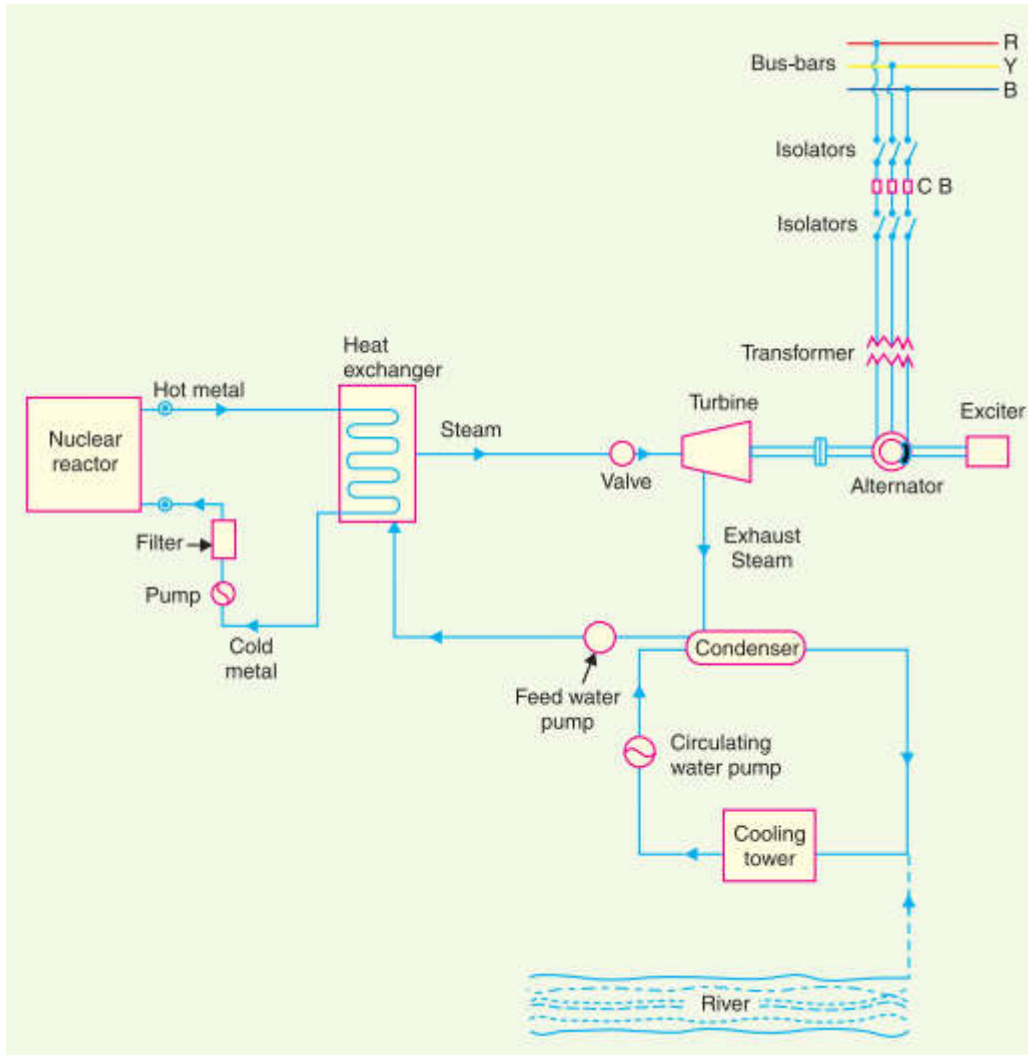 R
Bus-bars
Y
B
Isolators
C B
Isolators
Transformer
Heat
exchanger
Hot metal
Turbine
Exciter
Nuclear
reactor
Steam
Valve
Alternator
Filter
Exhaust
Steam
Pump
Cold
metal
Condenser
Feed water
pump
Circulating
water pump
Cooling
tower
River